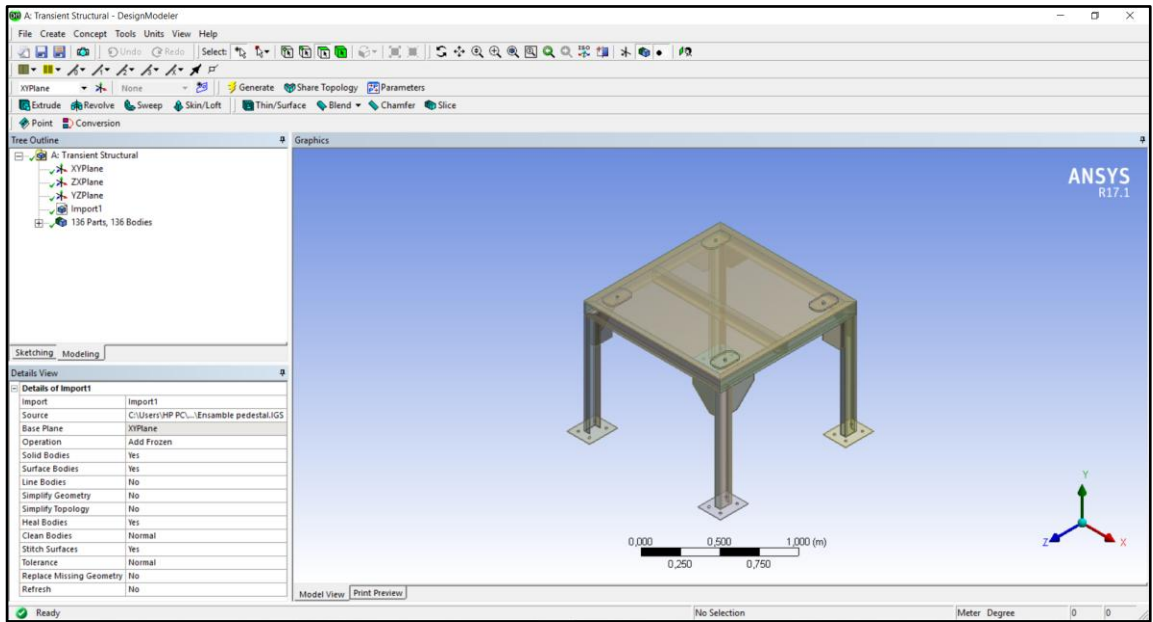 A: Transient Structural - DesignModeler
File Create Concept Tools Units View Help
Undo Redo Select:
XYPlane None Generate Share Topology Parameters
Extrude Revolve Sweep Skin/Loft Thin/Surface Blend Chamfer Slice
Point Conversion
Tree Outline
A: Transient Structural
XYPlane
ZXPlane
YZPlane
Import1
136 Parts, 136 Bodies
Sketching Modeling
Details View
Details of Import1
Import Import1
Source C:\Users\HP PC\...\Ensamble pedestal.IGS
Base Plane XYPlane
Operation Add Frozen
Solid Bodies Yes
Surface Bodies Yes
Line Bodies No
Simplify Geometry No
Simplify Topology No
Heal Bodies Yes
Clean Bodies Normal
Stitch Surfaces Yes
Tolerance Normal
Replace Missing Geometry No
Refresh No
Graphics
ANSYS
R17.1
0,000 0,500 1,000 (m)
0,250 0,750
Y
Z X
Model View Print Preview
Ready No Selection Meter Degree 0 0